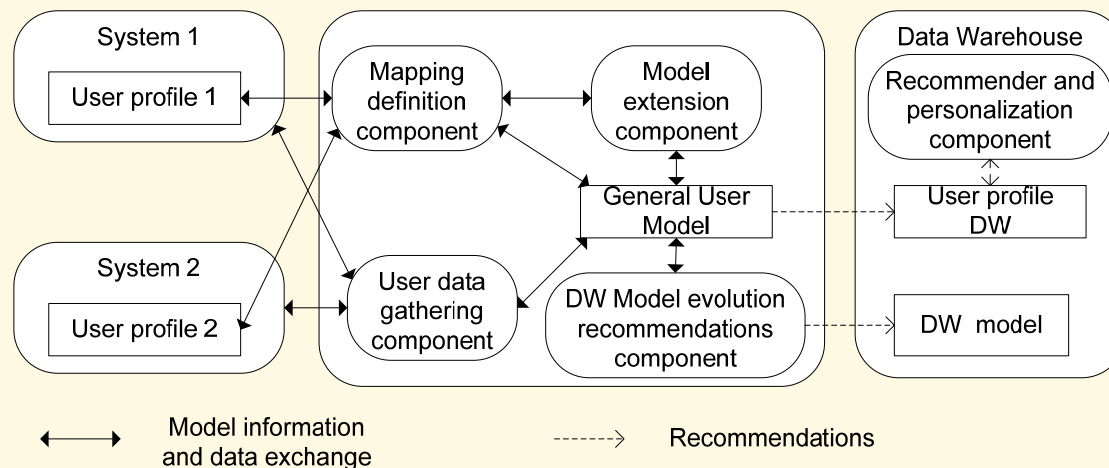 System 1
User profile 1
System 2
User profile 2
Mapping
definition
component
Model
extension
component
General User
Model
User data
gathering
component
DW Model evolution
recommendations
component
Data Warehouse
Recommender and
personalization
component
User profile
DW
DW model
Model information
and data exchange
Recommendations